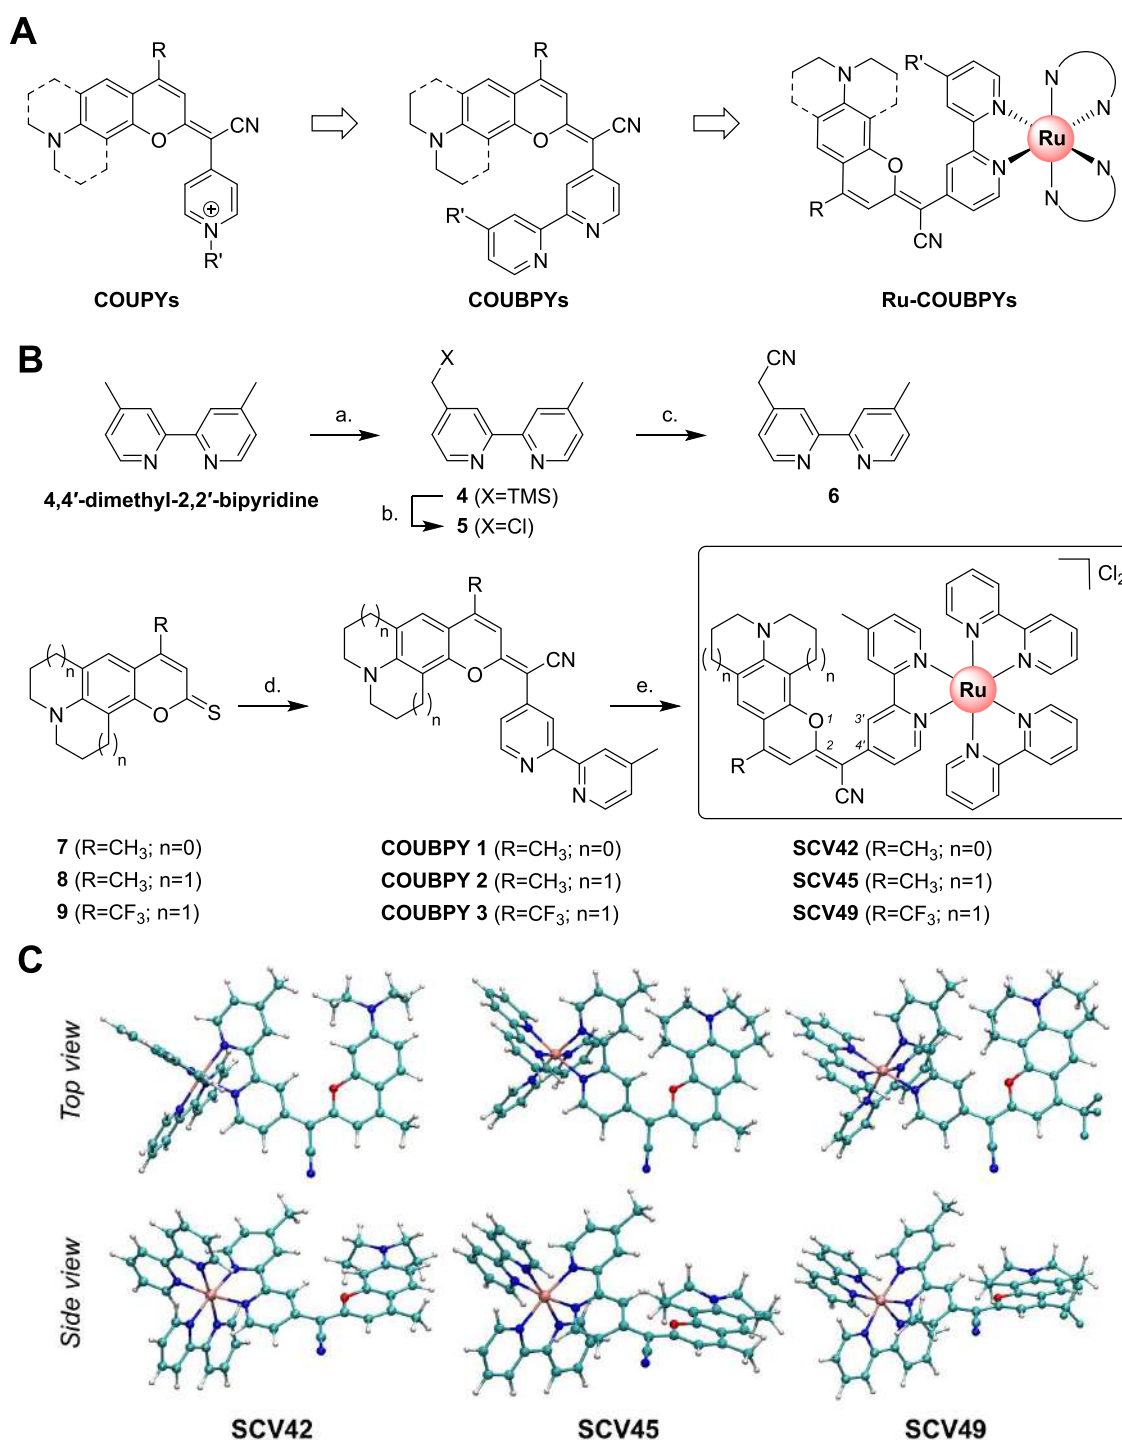 A
R
N
O
CN
N
⊕
R'
COUPYs
R
N
O
CN
R'
N
N
COUBPYs
N
R'
N
N
O
R
CN
N
N
N
N
Ru
Ru-COUBPYs
B
N
N
4,4′-dimethyl-2,2′-bipyridine
a.
X
N
N
4 (X=TMS)
b.
5 (X=Cl)
c.
CN
N
N
6
R
( )n
N
O
S
( )n
d.
R
( )n
N
O
CN
( )n
N
N
e.
Cl2
N
( )n
( )n
N
N
O 1
2
3'
4'
R
CN
N
N
N
N
Ru
7 (R=CH3; n=0)
8 (R=CH3; n=1)
9 (R=CF3; n=1)
COUBPY 1 (R=CH3; n=0)
COUBPY 2 (R=CH3; n=1)
COUBPY 3 (R=CF3; n=1)
SCV42 (R=CH3; n=0)
SCV45 (R=CH3; n=1)
SCV49 (R=CF3; n=1)
C
Top view
Side view
SCV42
SCV45
SCV49